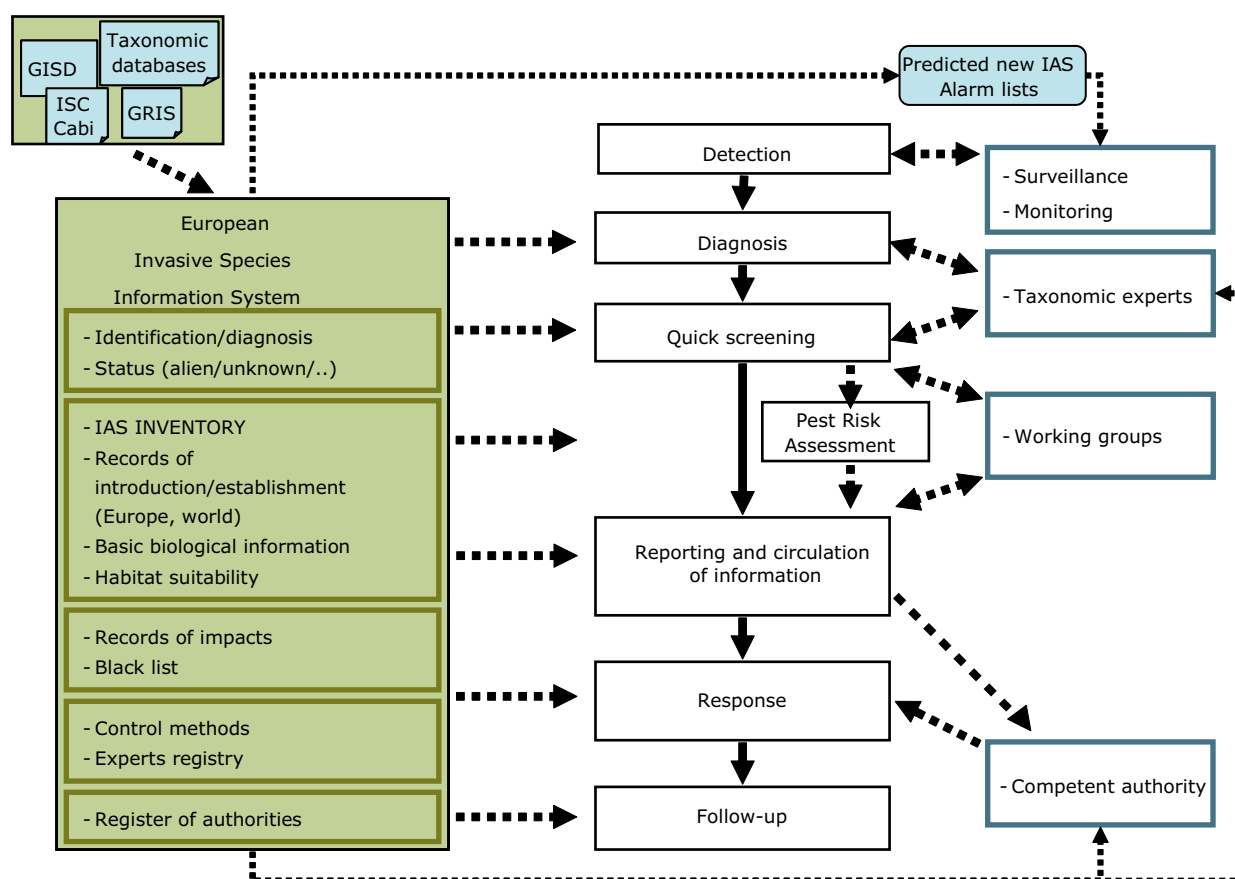 Taxonomic
databases
GISD
ISC
Cabi
GRIS
Predicted new IAS
Alarm lists
European
Invasive Species
Information System
- Identification/diagnosis
- Status (alien/unknown/..)
- IAS INVENTORY
- Records of
introduction/establishment
(Europe, world)
- Basic biological information
- Habitat suitability
- Records of impacts
- Black list
- Control methods
- Experts registry
- Register of authorities
Detection
Diagnosis
Quick screening
Pest Risk
Assessment
Reporting and circulation
of information
Response
Follow-up
- Surveillance
- Monitoring
- Taxonomic experts
- Working groups
- Competent authority